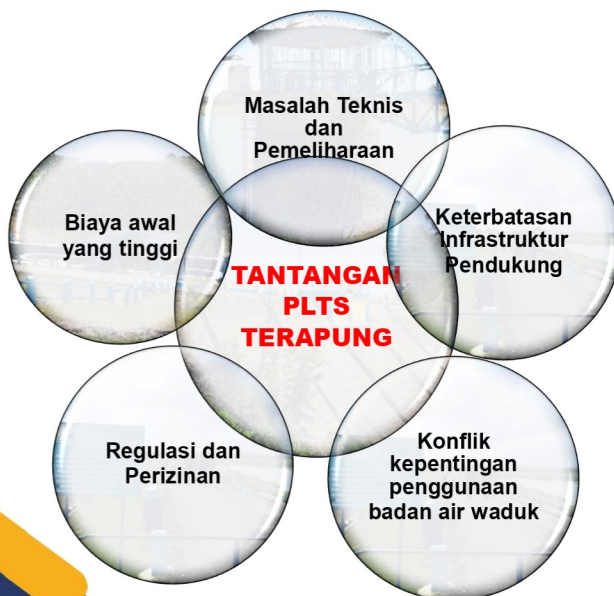 Masalah Teknis
dan
Pemeliharaan
Biaya awal
yang tinggi
Keterbatasan
Infrastruktur
Pendukung
TANTANGAN
PLTS
TERAPUNG
Regulasi dan
Perizinan
Konflik
kepentingan
penggunaan
badan air waduk